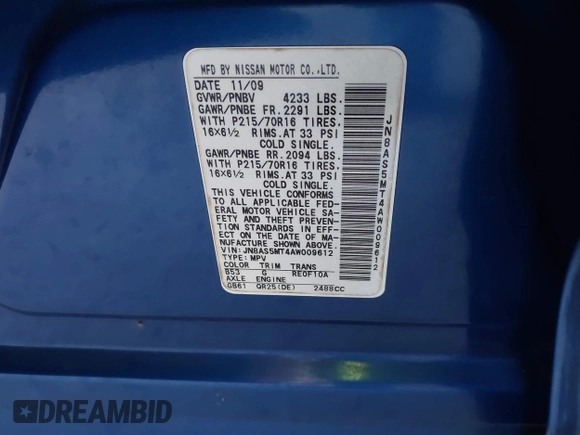 MFD BY NISSAN MOTOR CO.,LTD.
DATE 11/09
GVWR/PNBV 4233 LBS.
GAWR/PNBE FR. 2291 LBS.
WITH P215/70R16 TIRES.
16X6½ RIMS.AT 33 PSI
COLD SINGLE.
GAWR/PNBE RR. 2094 LBS.
WITH P215/70R16 TIRES.
16X6½ RIMS.AT 33 PSI
COLD SINGLE.
THIS VEHICLE CONFORMS
TO ALL APPLICABLE FED-
ERAL MOTOR VEHICLE SA-
FETY AND THEFT PREVEN-
TION STANDARDS IN EFF-
ECT ON THE DATE OF MA-
NUFACTURE SHOWN ABOVE.
VIN: JN8AS5MT4AW009612
TYPE: MPV
COLOR TRIM TRANS
B53 G RE0F10A
AXLE ENGINE
GB61 QR25(DE) 2488CC
JN8AS5MT4AW009612
DREAMBID